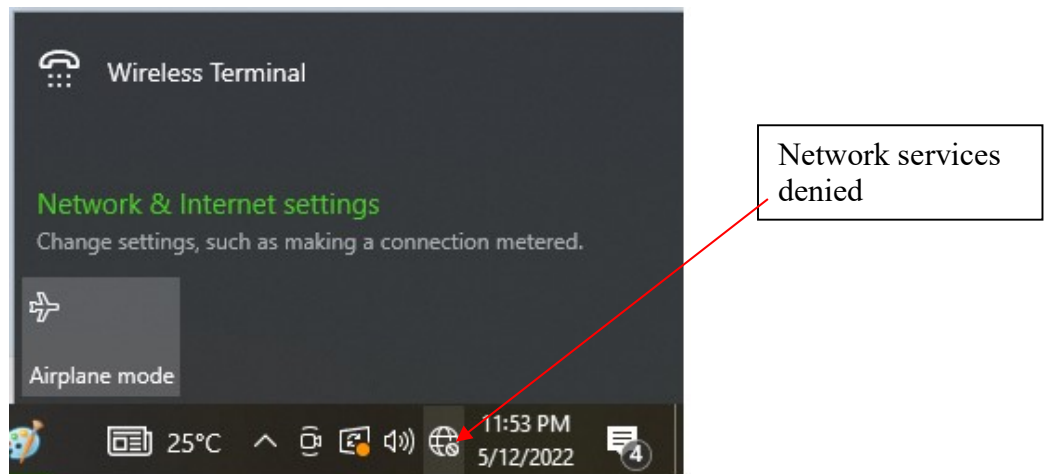 Wireless Terminal
Network & Internet settings
Change settings, such as making a connection metered.
Airplane mode
25°C
11:53 PM
5/12/2022
4
Network services
denied